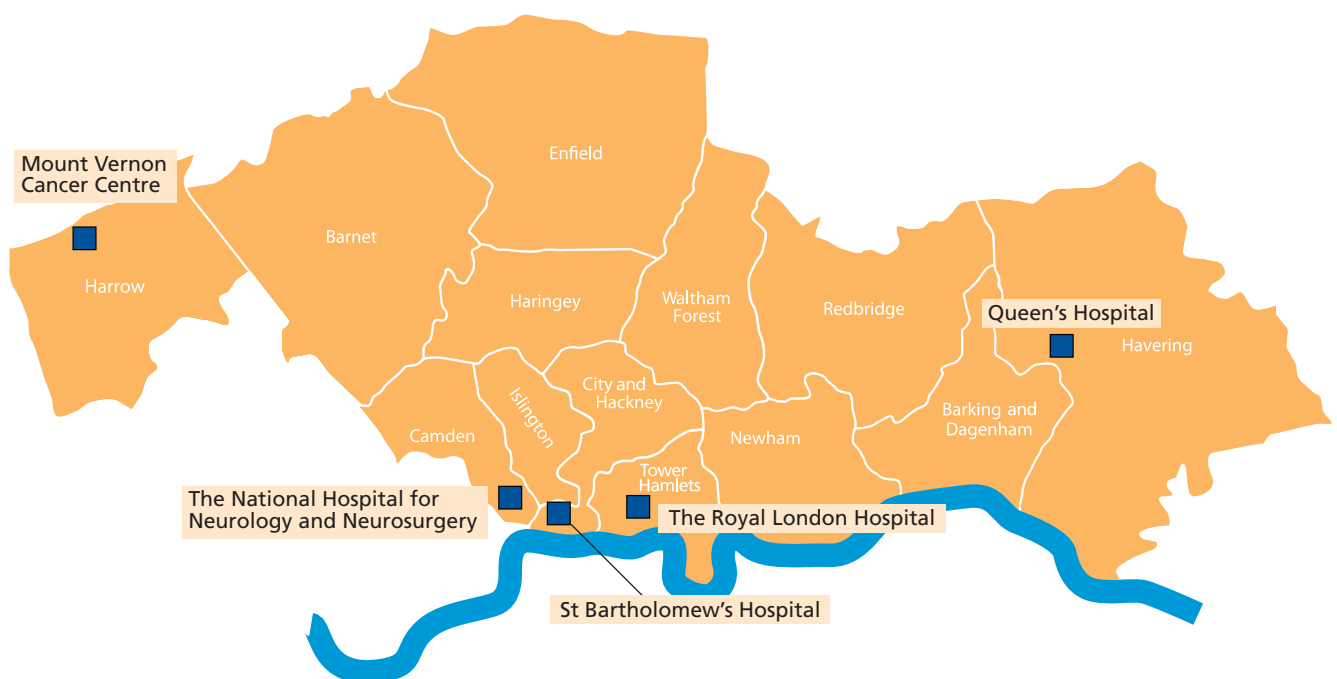 Enfield
Mount Vernon
Cancer Centre
Barnet
Harrow
Haringey
Waltham
Forest
Redbridge
Queen's Hospital
Havering
City and
Hackney
Islington
Barking and
Dagenham
Camden
Newham
Tower
Hamlets
The National Hospital for
Neurology and Neurosurgery
The Royal London Hospital
St Bartholomew's Hospital